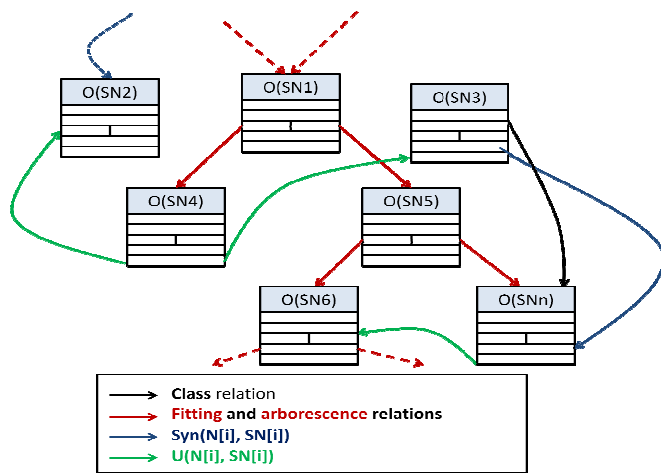 O(SN2)
O(SN1)
O(SN3)
O(SN4)
O(SN5)
O(SN6)
O(SNn)
Class relation
Fitting and arborescence relations
Syn(N[i], SN[i])
U(N[i], SN[i])